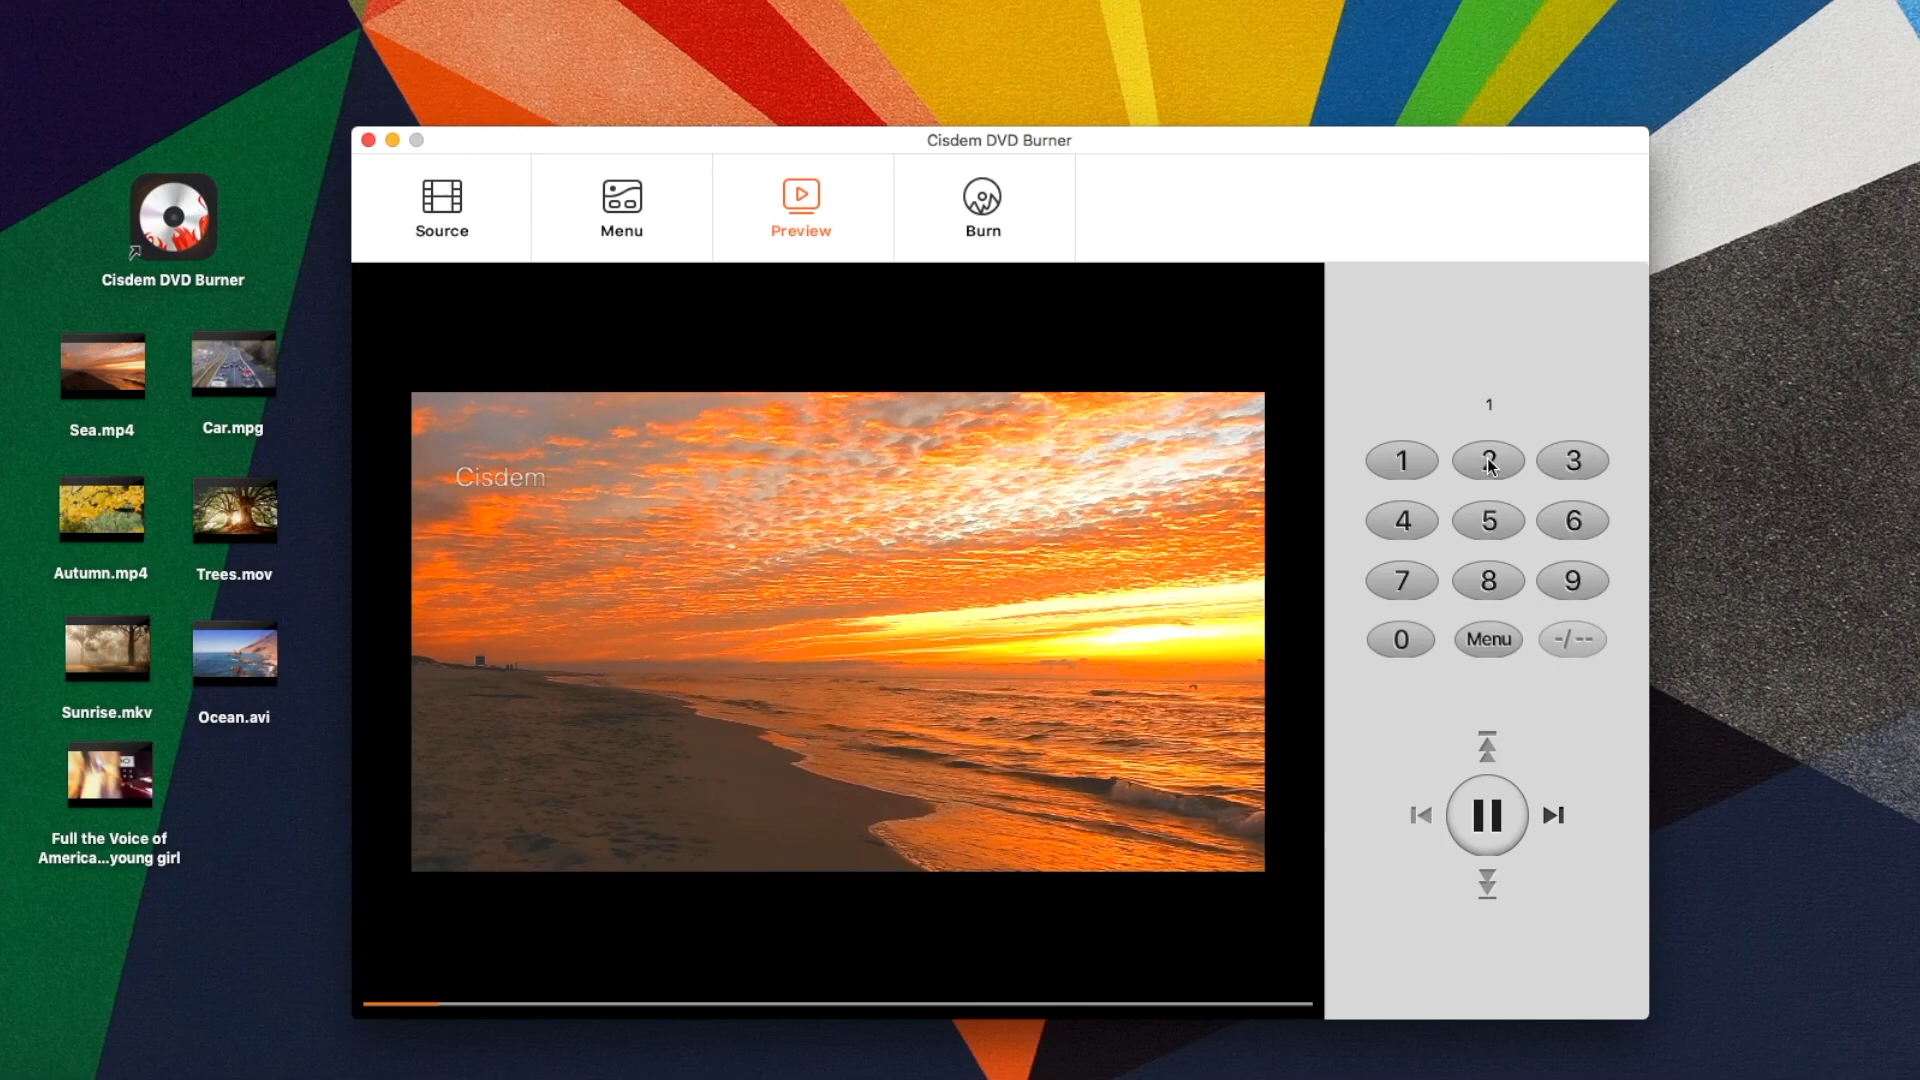 Cisdem DVD Burner
Source
Menu
Preview
Burn
Cisdem DVD Burner
Sea.mp4
Car.mpg
Autumn.mp4
Trees.mov
Sunrise.mkv
Ocean.avi
Full the Voice of
America...young girl
Cisdem
1
1 2 3
4 5 6
7 8 9
0 Menu -/--